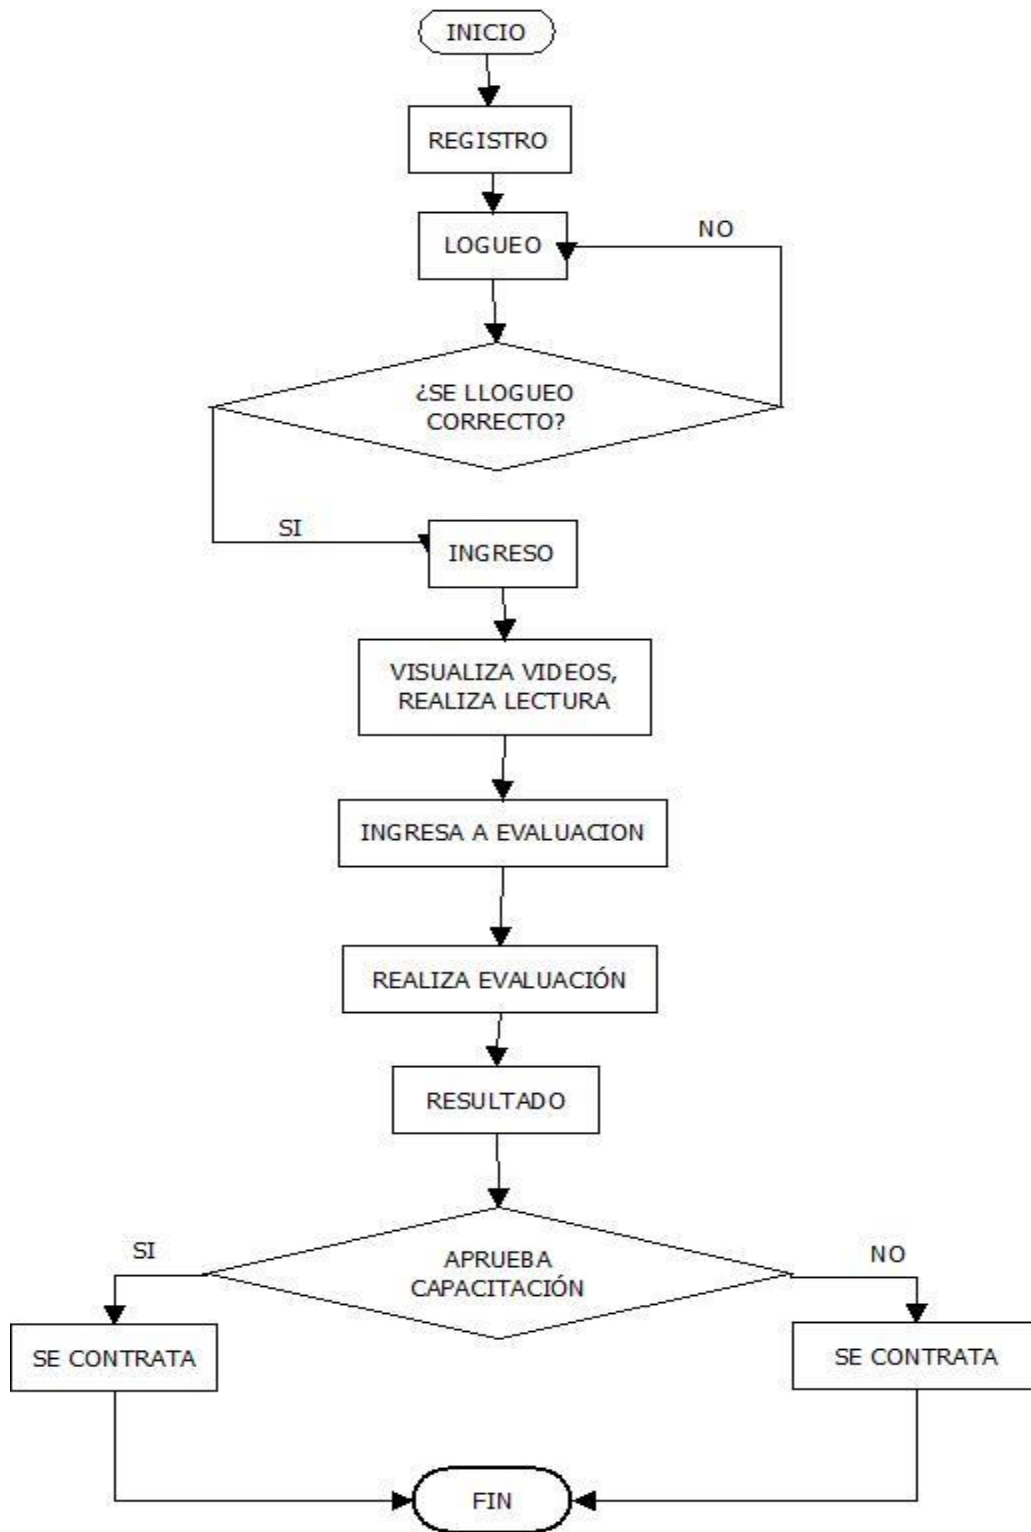 INICIO
REGISTRO
LOGUEO
NO
¿SE LLOGUEO
CORRECTO?
SI
INGRESO
VISUALIZA VIDEOS,
REALIZA LECTURA
INGRESA A EVALUACION
REALIZA EVALUACIÓN
RESULTADO
APRUEBA
CAPACITACIÓN
SI
NO
SE CONTRATA
SE CONTRATA
FIN